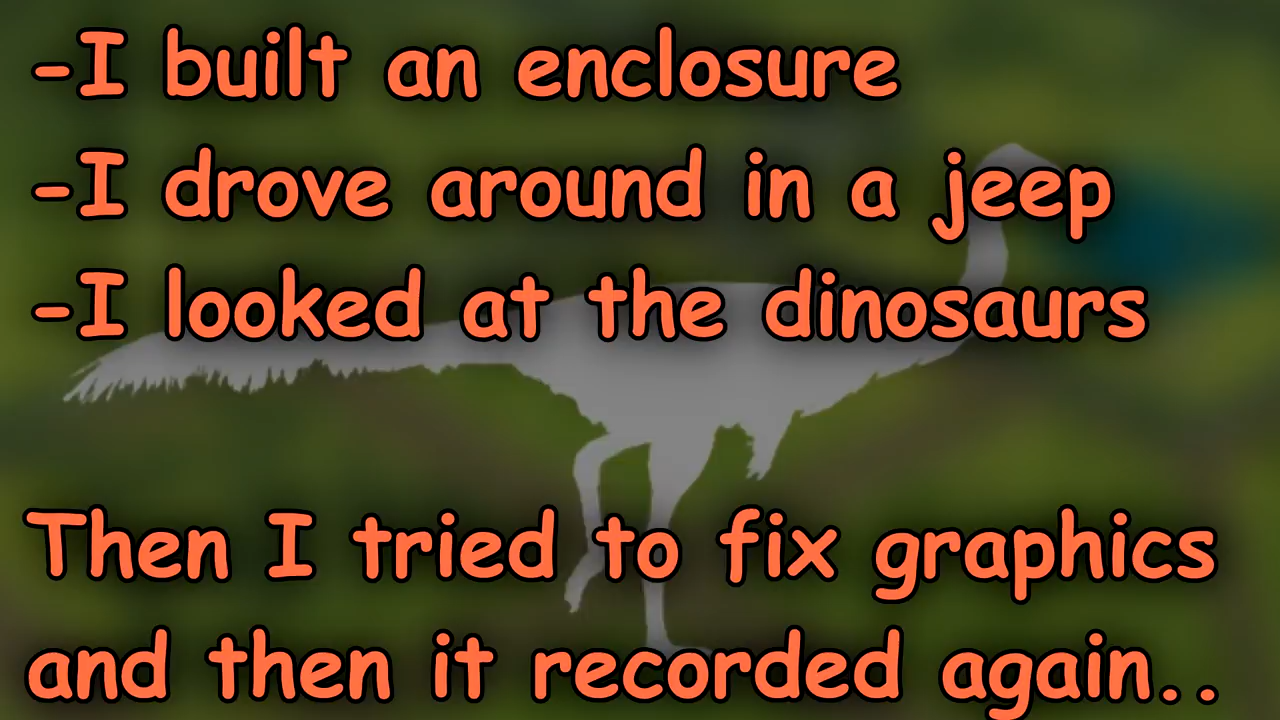 -I built an enclosure
-I drove around in a jeep
-I looked at the dinosaurs
Then I tried to fix graphics
and then it recorded again..